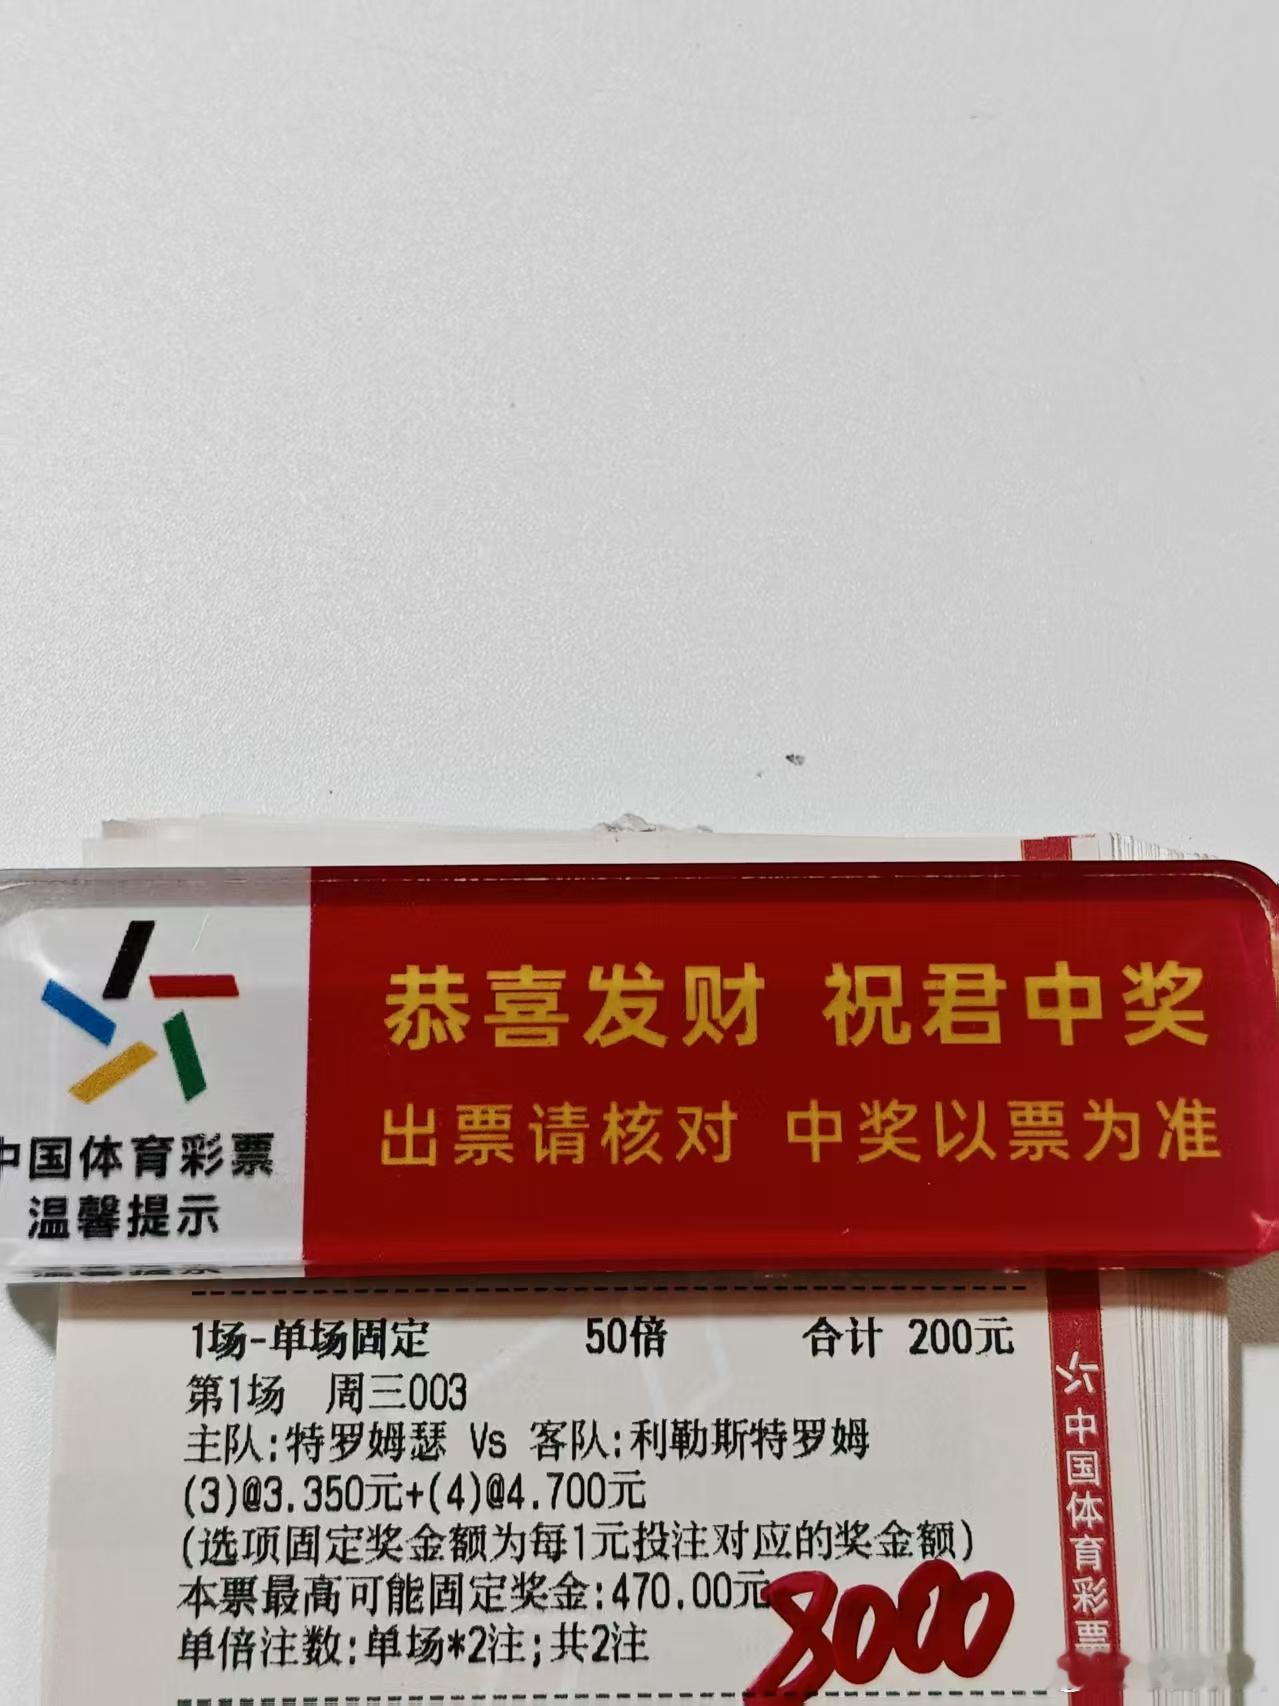 恭喜发财 祝君中奖
出票请核对 中奖以票为准
中国体育彩票
温馨提示
1场-单场固定 50倍 合计 200元
第1场 周三003
主队:特罗姆瑟 Vs 客队:利勒斯特罗姆
(3)@3.350元+(4)@4.700元
(选项固定奖金额为每1元投注对应的奖金额)
本票最高可能固定奖金:470.00元
单倍注数:单场*2注;共2注
8000
中国体育彩票